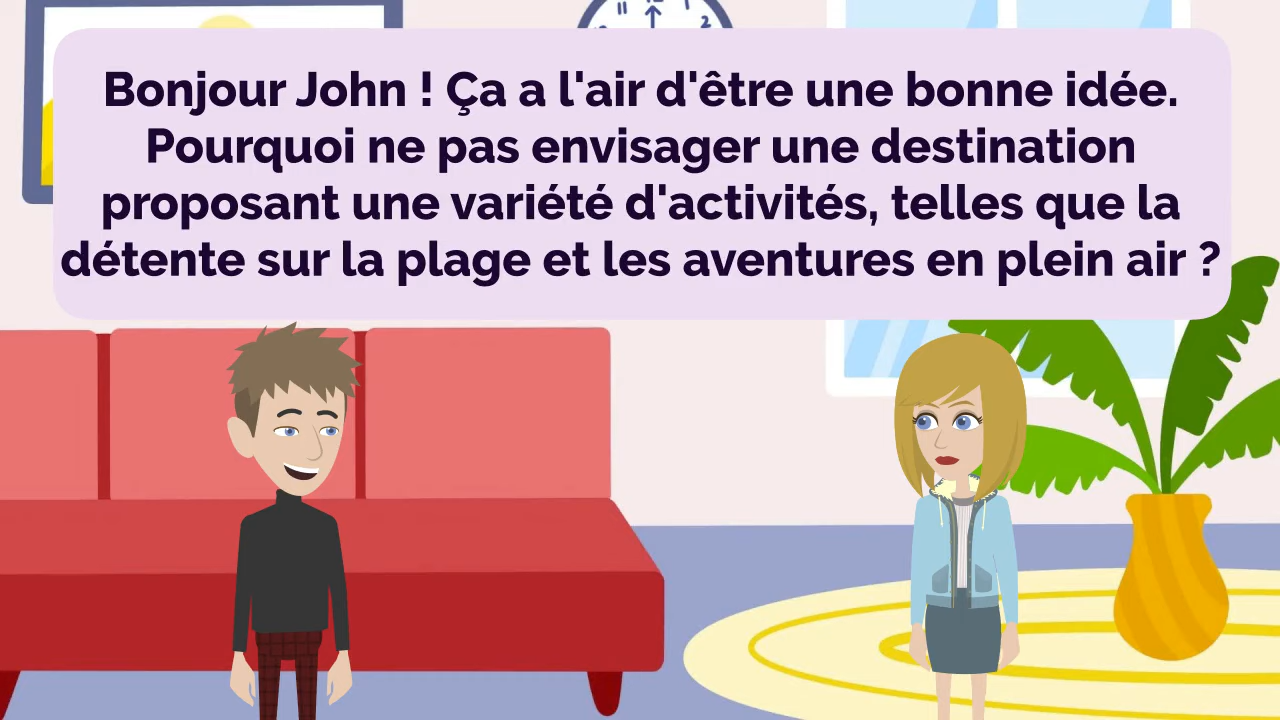 Bonjour John ! Ça a l'air d'être une bonne idée.
Pourquoi ne pas envisager une destination
proposant une variété d'activités, telles que la
détente sur la plage et les aventures en plein air ?